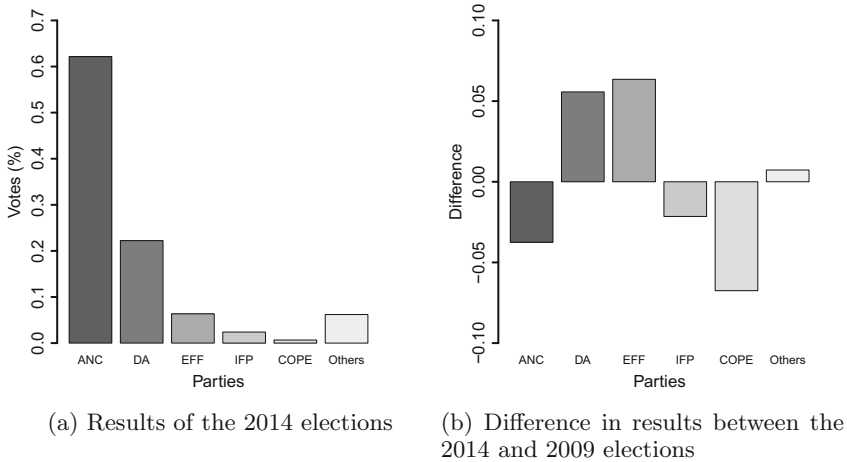 0.7
0.6
0.5
0.4
0.3
0.2
0.1
0.0
Votes (%)
ANC DA EFF IFP COPE Others
Parties
(a) Results of the 2014 elections
0.10
0.05
0.00
−0.05
−0.10
Difference
ANC DA EFF IFP COPE Others
Parties
(b) Difference in results between the
2014 and 2009 elections